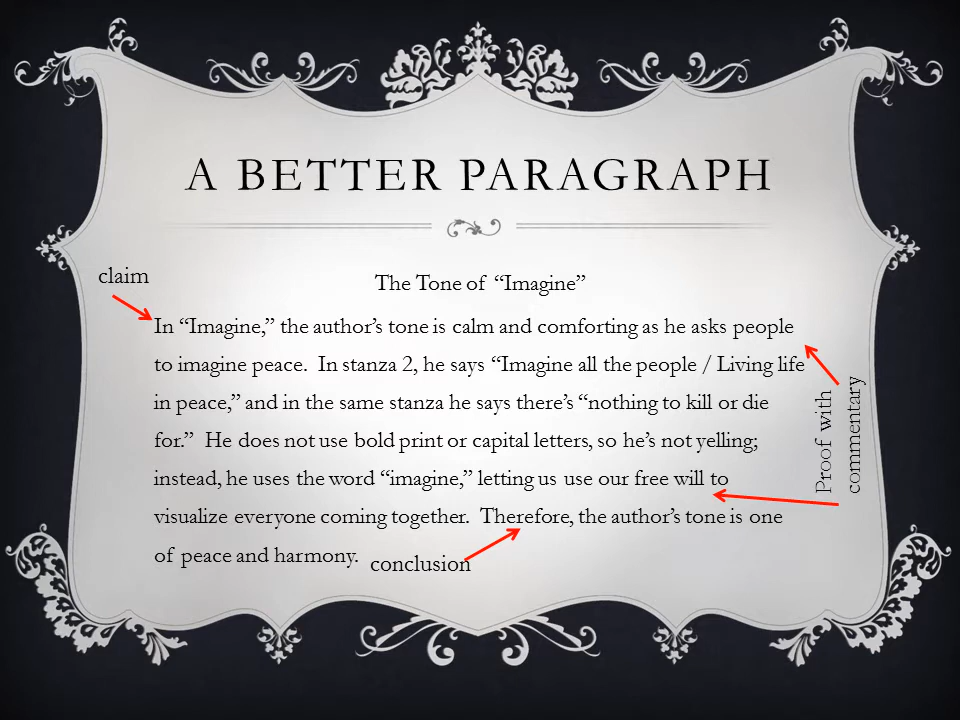 A BETTER PARAGRAPH
claim
The Tone of “Imagine”
In “Imagine,” the author’s tone is calm and comforting as he asks people
to imagine peace.  In stanza 2, he says “Imagine all the people / Living life
in peace,” and in the same stanza he says there’s “nothing to kill or die
for.”  He does not use bold print or capital letters, so he’s not yelling;
instead, he uses the word “imagine,” letting us use our free will to
visualize everyone coming together.  Therefore, the author’s tone is one
of peace and harmony.
conclusion
Proof with
commentary